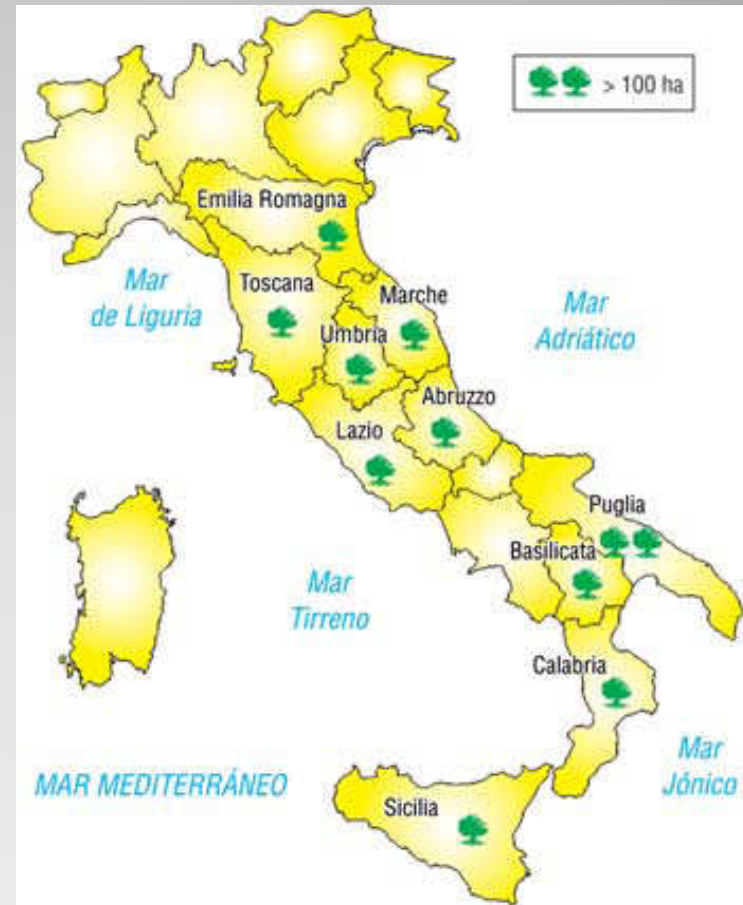 > 100 ha
Emilia Romagna
Mar
de Liguria
Toscana
Marche
Umbria
Mar
Adriático
Abruzzo
Lazio
Puglia
Basilicata
Mar
Tirreno
Calabria
MAR MEDITERRÁNEO
Mar
Jónico
Sicilia